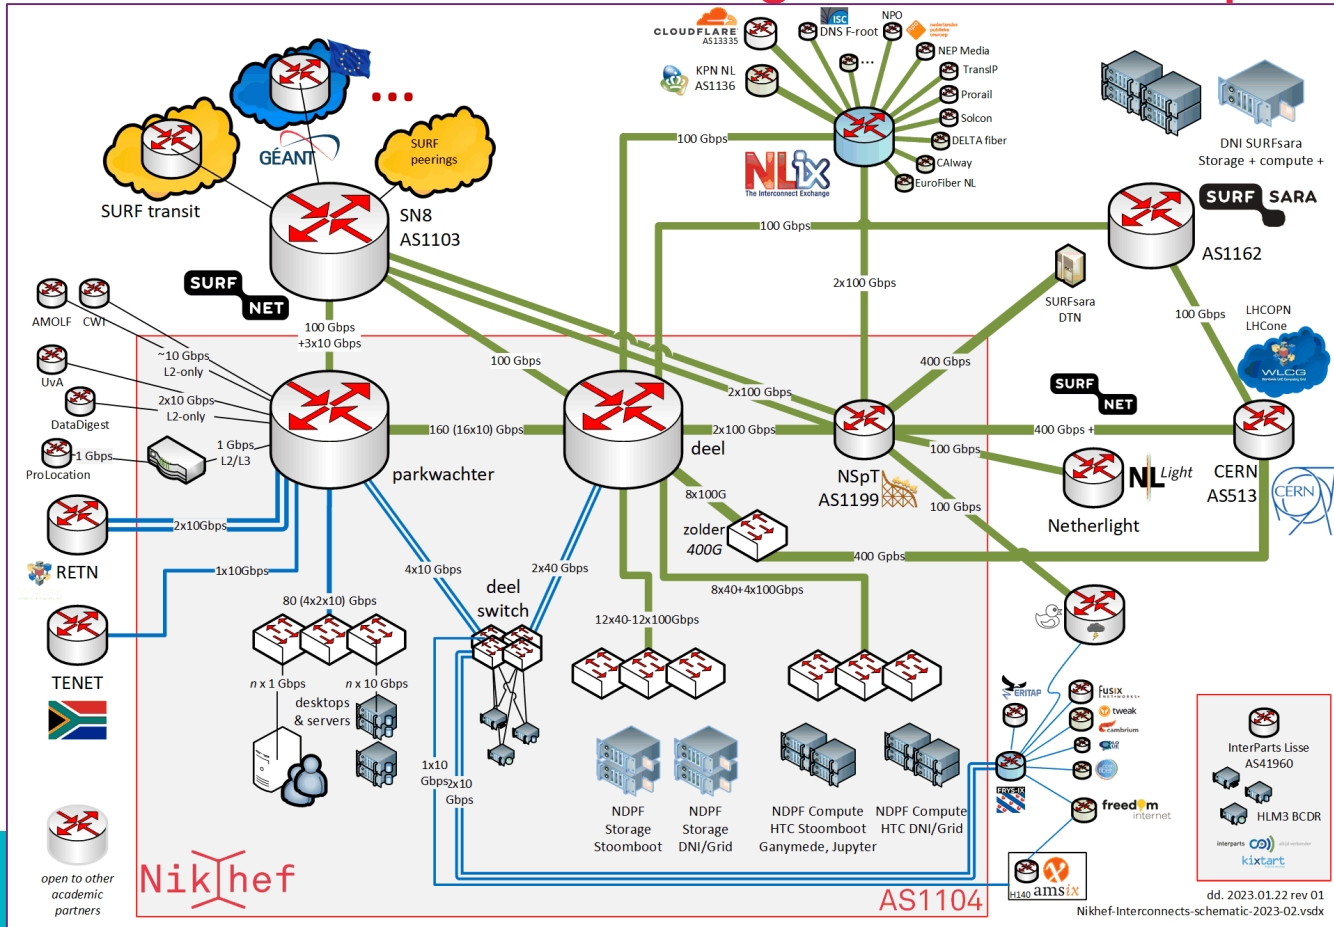 CLOUDFLARE
AS13335
ISC
DNS F-root
NPO
nederlandse
publieke
omroep
KPN NL
AS1136
...
NEP Media
TransIP
Prorail
Solcon
DELTA fiber
CAIway
EuroFiber NL
NLix
The Interconnect Exchange
100 Gbps
DNI SURFsara
Storage + compute +
SURF SARA
AS1162
...
GÉANT
SURF
peerings
SURF transit
SN8
AS1103
SURF
NET
100 Gbps
2x100 Gbps
SURFsara
DTN
100 Gbps
LHCOPN
LHCone
WLCG
AMOLF
CWI
100 Gbps
+3x10 Gbps
~10 Gbps
L2-only
100 Gbps
400 Gbps
UvA
2x10 Gbps
L2-only
2x100 Gbps
SURF
NET
DataDigest
160 (16x10) Gbps
2x100 Gbps
400 Gbps +
deel
1 Gbps
L2/L3
100 Gbps
1 Gbps
ProLocation
parkwachter
NSpT
AS1199
NL Light
CERN
AS513
CERN
8x100G
100 Gbps
Netherlight
2x10Gbps
zolder
400G
400 Gpbs
RETN
1x10Gbps
4x10 Gbps
2x40 Gbps
deel
switch
8x40+4x100Gbps
80 (4x2x10) Gbps
12x40-12x100Gbps
TENET
n x 1 Gbps
n x 10 Gbps
desktops
& servers
ERITAP
FUSIX
NETWORKS
tweak
cambrium
1x10
Gbps
2x10
Gbps
FRYS-IX
InterParts Lisse
AS41960
HLM3 BCDR
NDPF
Storage
Stoomboot
NDPF
Storage
DNI/Grid
NDPF Compute
HTC Stoomboot
Ganymede, Jupyter
NDPF Compute
HTC DNI/Grid
freedom
internet
interparts
altijd verbonden
kixtart
open to other
academic
partners
Nikhef
AS1104
H140
amsix
dd. 2023.01.22 rev 01
Nikhef-Interconnects-schematic-2023-02.vsdx